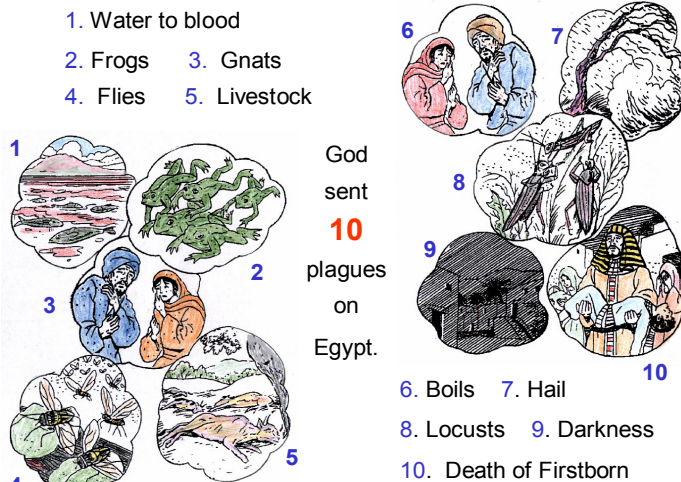 1. Water to blood
2. Frogs 3. Gnats
4. Flies 5. Livestock
1
2
3
4
5
God
sent
10
plagues
on
Egypt.
6
7
8
9
10
6. Boils 7. Hail
8. Locusts 9. Darkness
10. Death of Firstborn